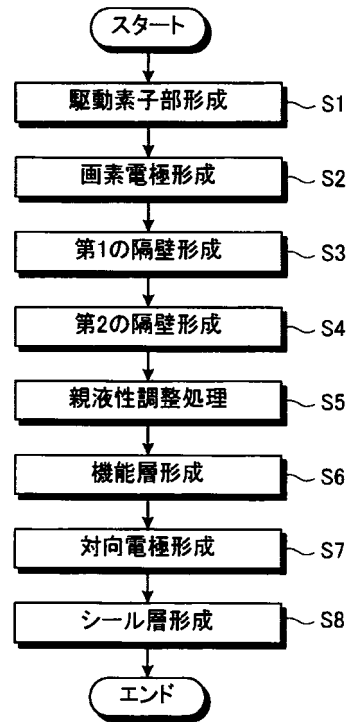 スタート
駆動素子部形成 S1
画素電極形成 S2
第1の隔壁形成 S3
第2の隔壁形成 S4
親液性調整処理 S5
機能層形成 S6
対向電極形成 S7
シール層形成 S8
エンド